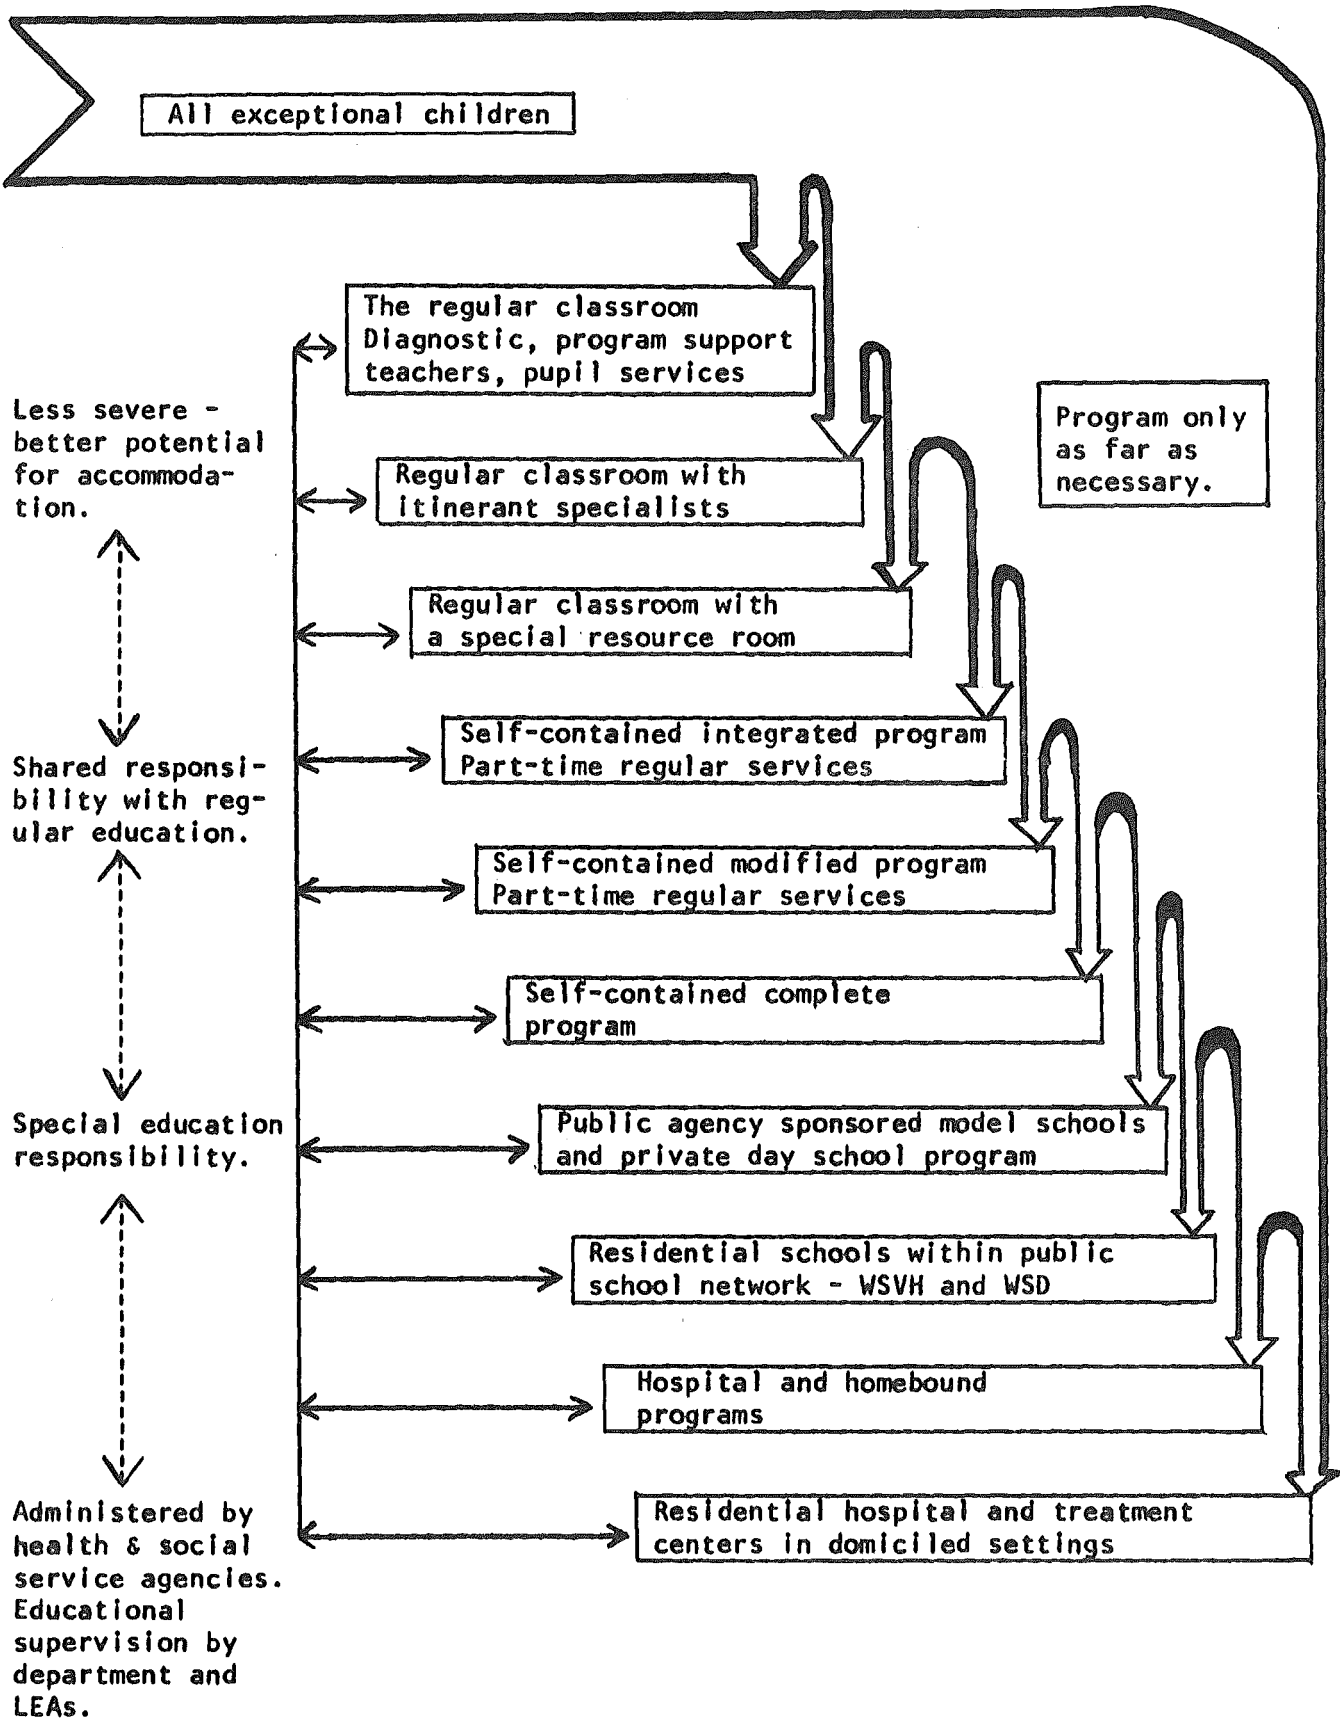 All exceptional children
The regular classroom
Diagnostic, program support
teachers, pupil services
Less severe -
better potential
for accommoda-
tion.
Program only
as far as
necessary.
Regular classroom with
itinerant specialists
Regular classroom with
a special resource room
Self-contained integrated program
Part-time regular services
Shared responsi-
bility with reg-
ular education.
Self-contained modified program
Part-time regular services
Self-contained complete
program
Special education
responsibility.
Public agency sponsored model schools
and private day school program
Residential schools within public
school network - WSVH and WSD
Hospital and homebound
programs
Administered by
health & social
service agencies.
Educational
supervision by
department and
LEAs.
Residential hospital and treatment
centers in domiciled settings